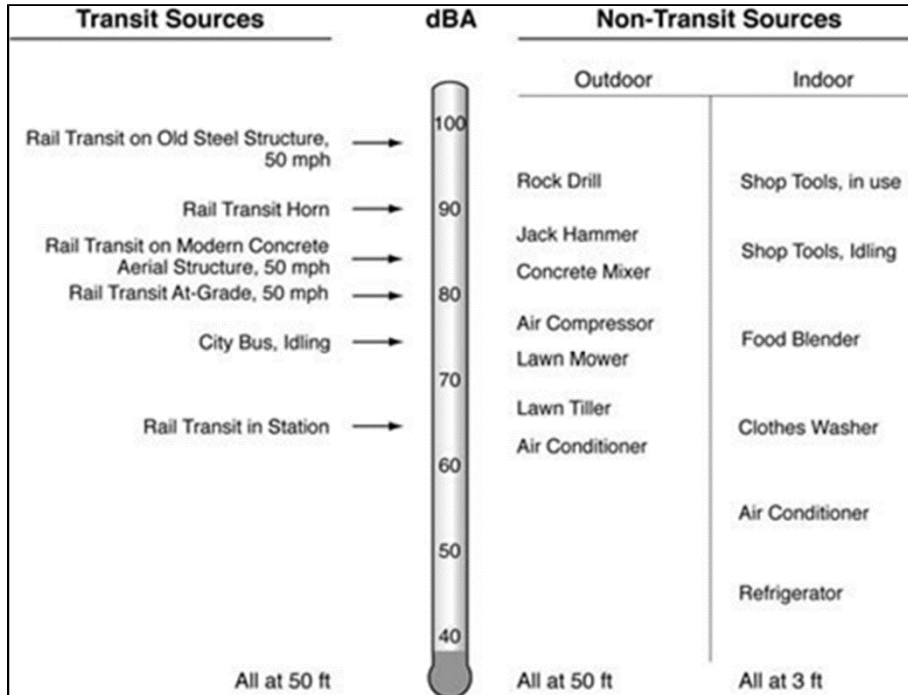 Transit Sources
dBA
Non-Transit Sources
Outdoor
Indoor
Rail Transit on Old Steel Structure,
50 mph
Rail Transit Horn
Rail Transit on Modern Concrete
Aerial Structure, 50 mph
Rail Transit At-Grade, 50 mph
City Bus, Idling
Rail Transit in Station
All at 50 ft
100
90
80
70
60
50
40
Rock Drill
Jack Hammer
Concrete Mixer
Air Compressor
Lawn Mower
Lawn Tiller
Air Conditioner
All at 50 ft
Shop Tools, in use
Shop Tools, Idling
Food Blender
Clothes Washer
Air Conditioner
Refrigerator
All at 3 ft